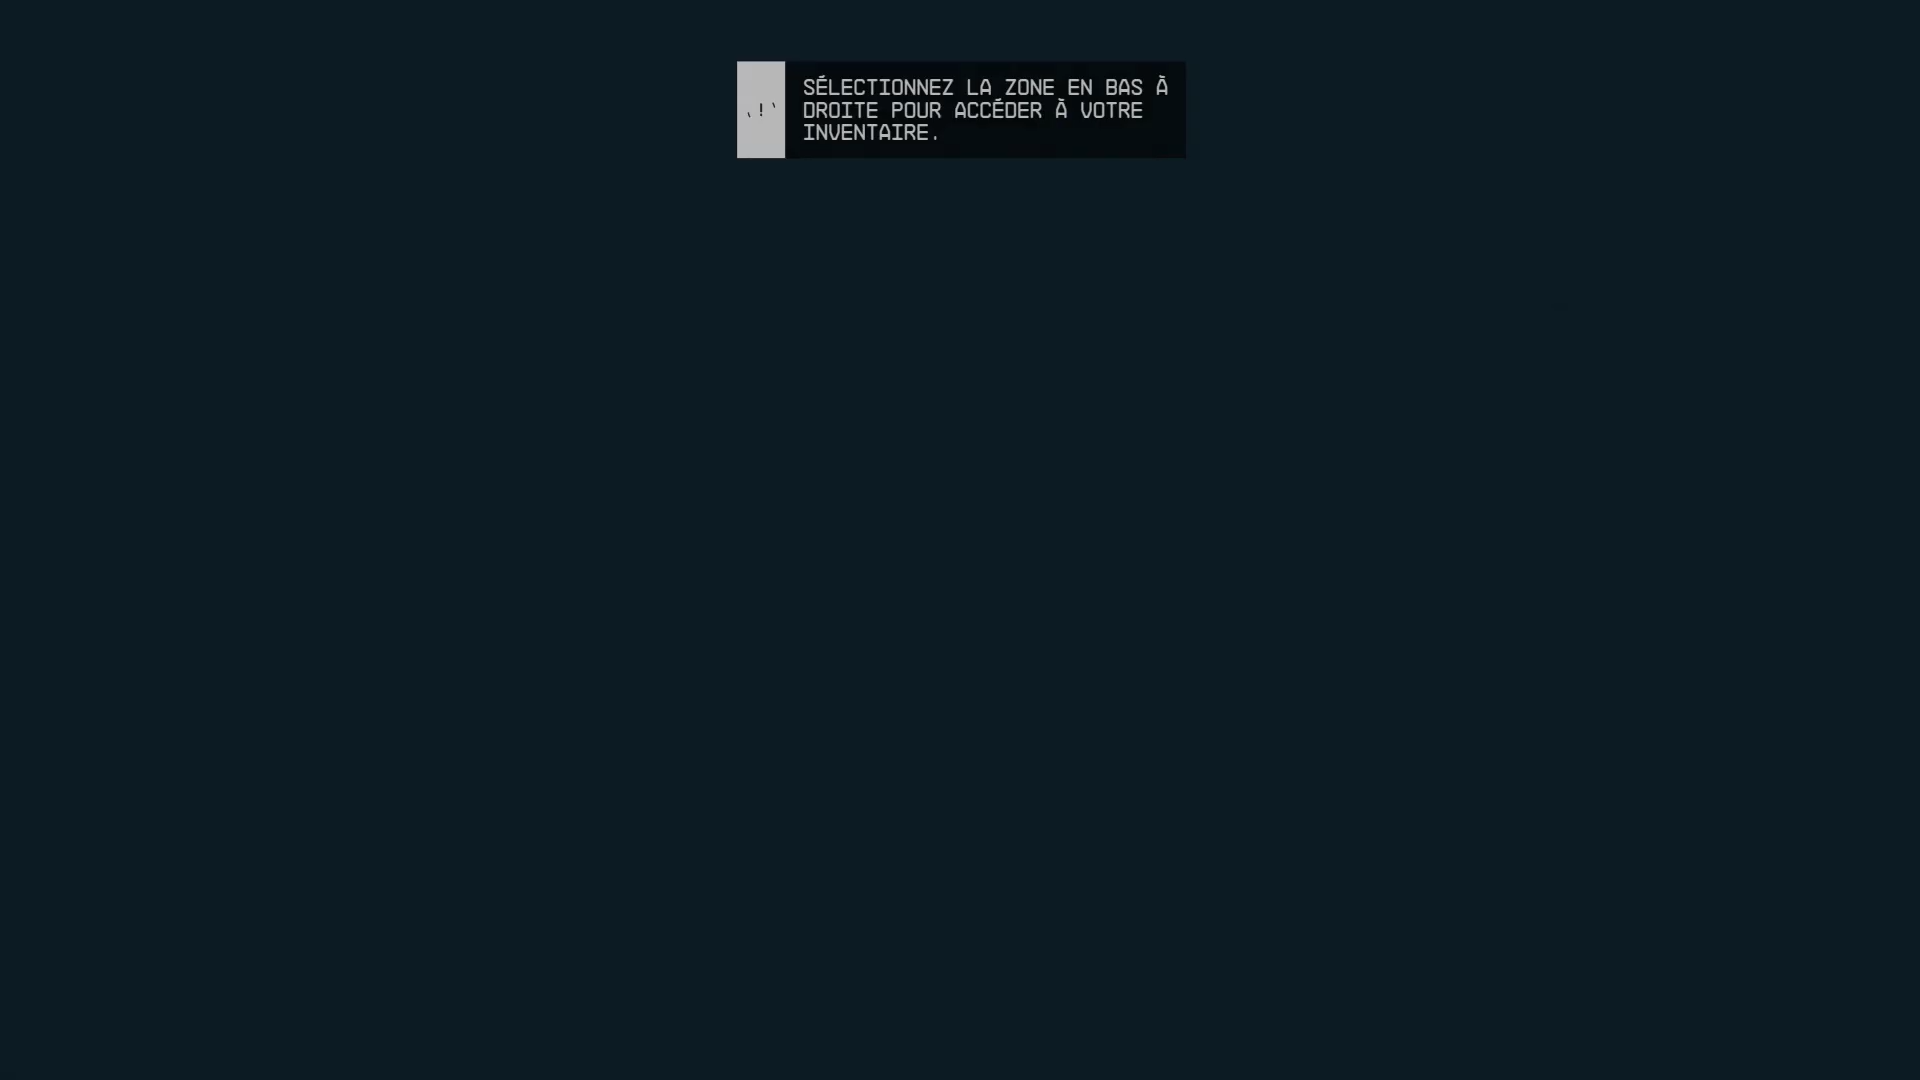 SÉLECTIONNEZ LA ZONE EN BAS À
DROITE POUR ACCÉDER À VOTRE
INVENTAIRE.